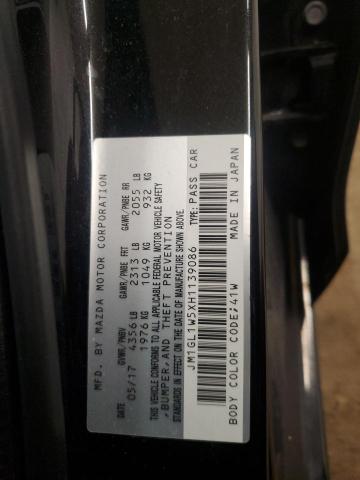 MFD. BY MAZDA MOTOR CORPORATION
DATE GVWR/PNBV GAWR/PNBE FRT GAWR/PNBE RR
05/17 4356 LB 2313 LB 2055 LB
1976 KG 1049 KG 932 KG
THIS VEHICLE CONFORMS TO ALL APPLICABLE FEDERAL MOTOR VEHICLE SAFETY
,BUMPER,AND THEFT PREVENTION
STANDARDS IN EFFECT ON THE DATE OF MANUFACTURE SHOWN ABOVE.
JM1GL1W5XH1139086 TYPE: PASS CAR
BODY COLOR CODE;41W MADE IN JAPAN